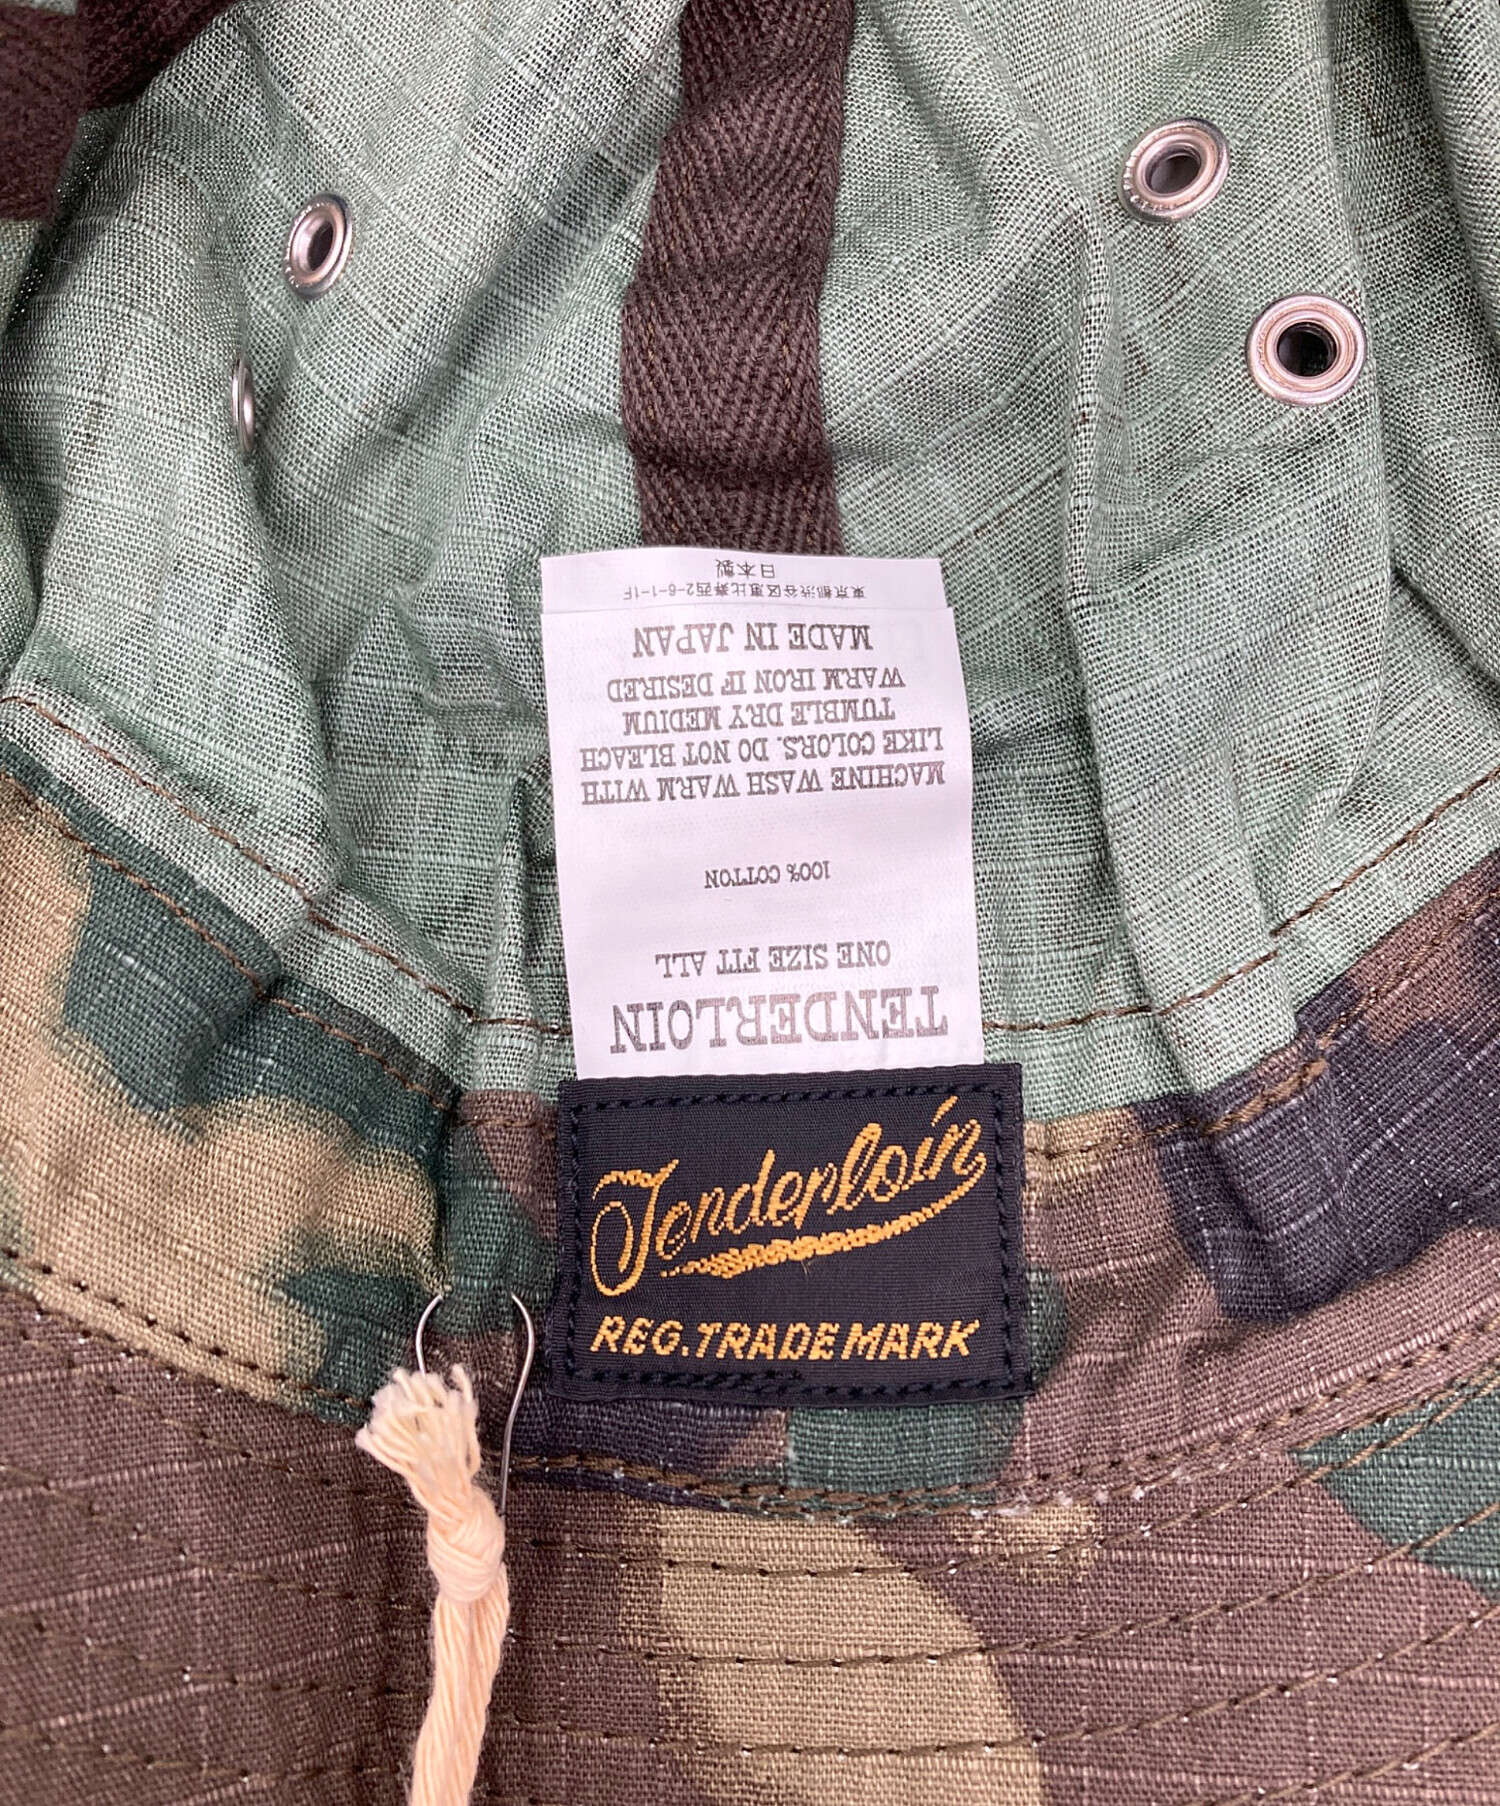 TENDERLOIN
ONE SIZE FIT ALL
100% COTTON
MACHINE WASH WARM WITH
LIKE COLORS. DO NOT BLEACH
TUMBLE DRY MEDIUM
WARM IRON IF DESIRED
MADE IN JAPAN
東京都渋谷区恵比寿西2-6-1-1F
日本製
Tenderloin
REG. TRADE MARK